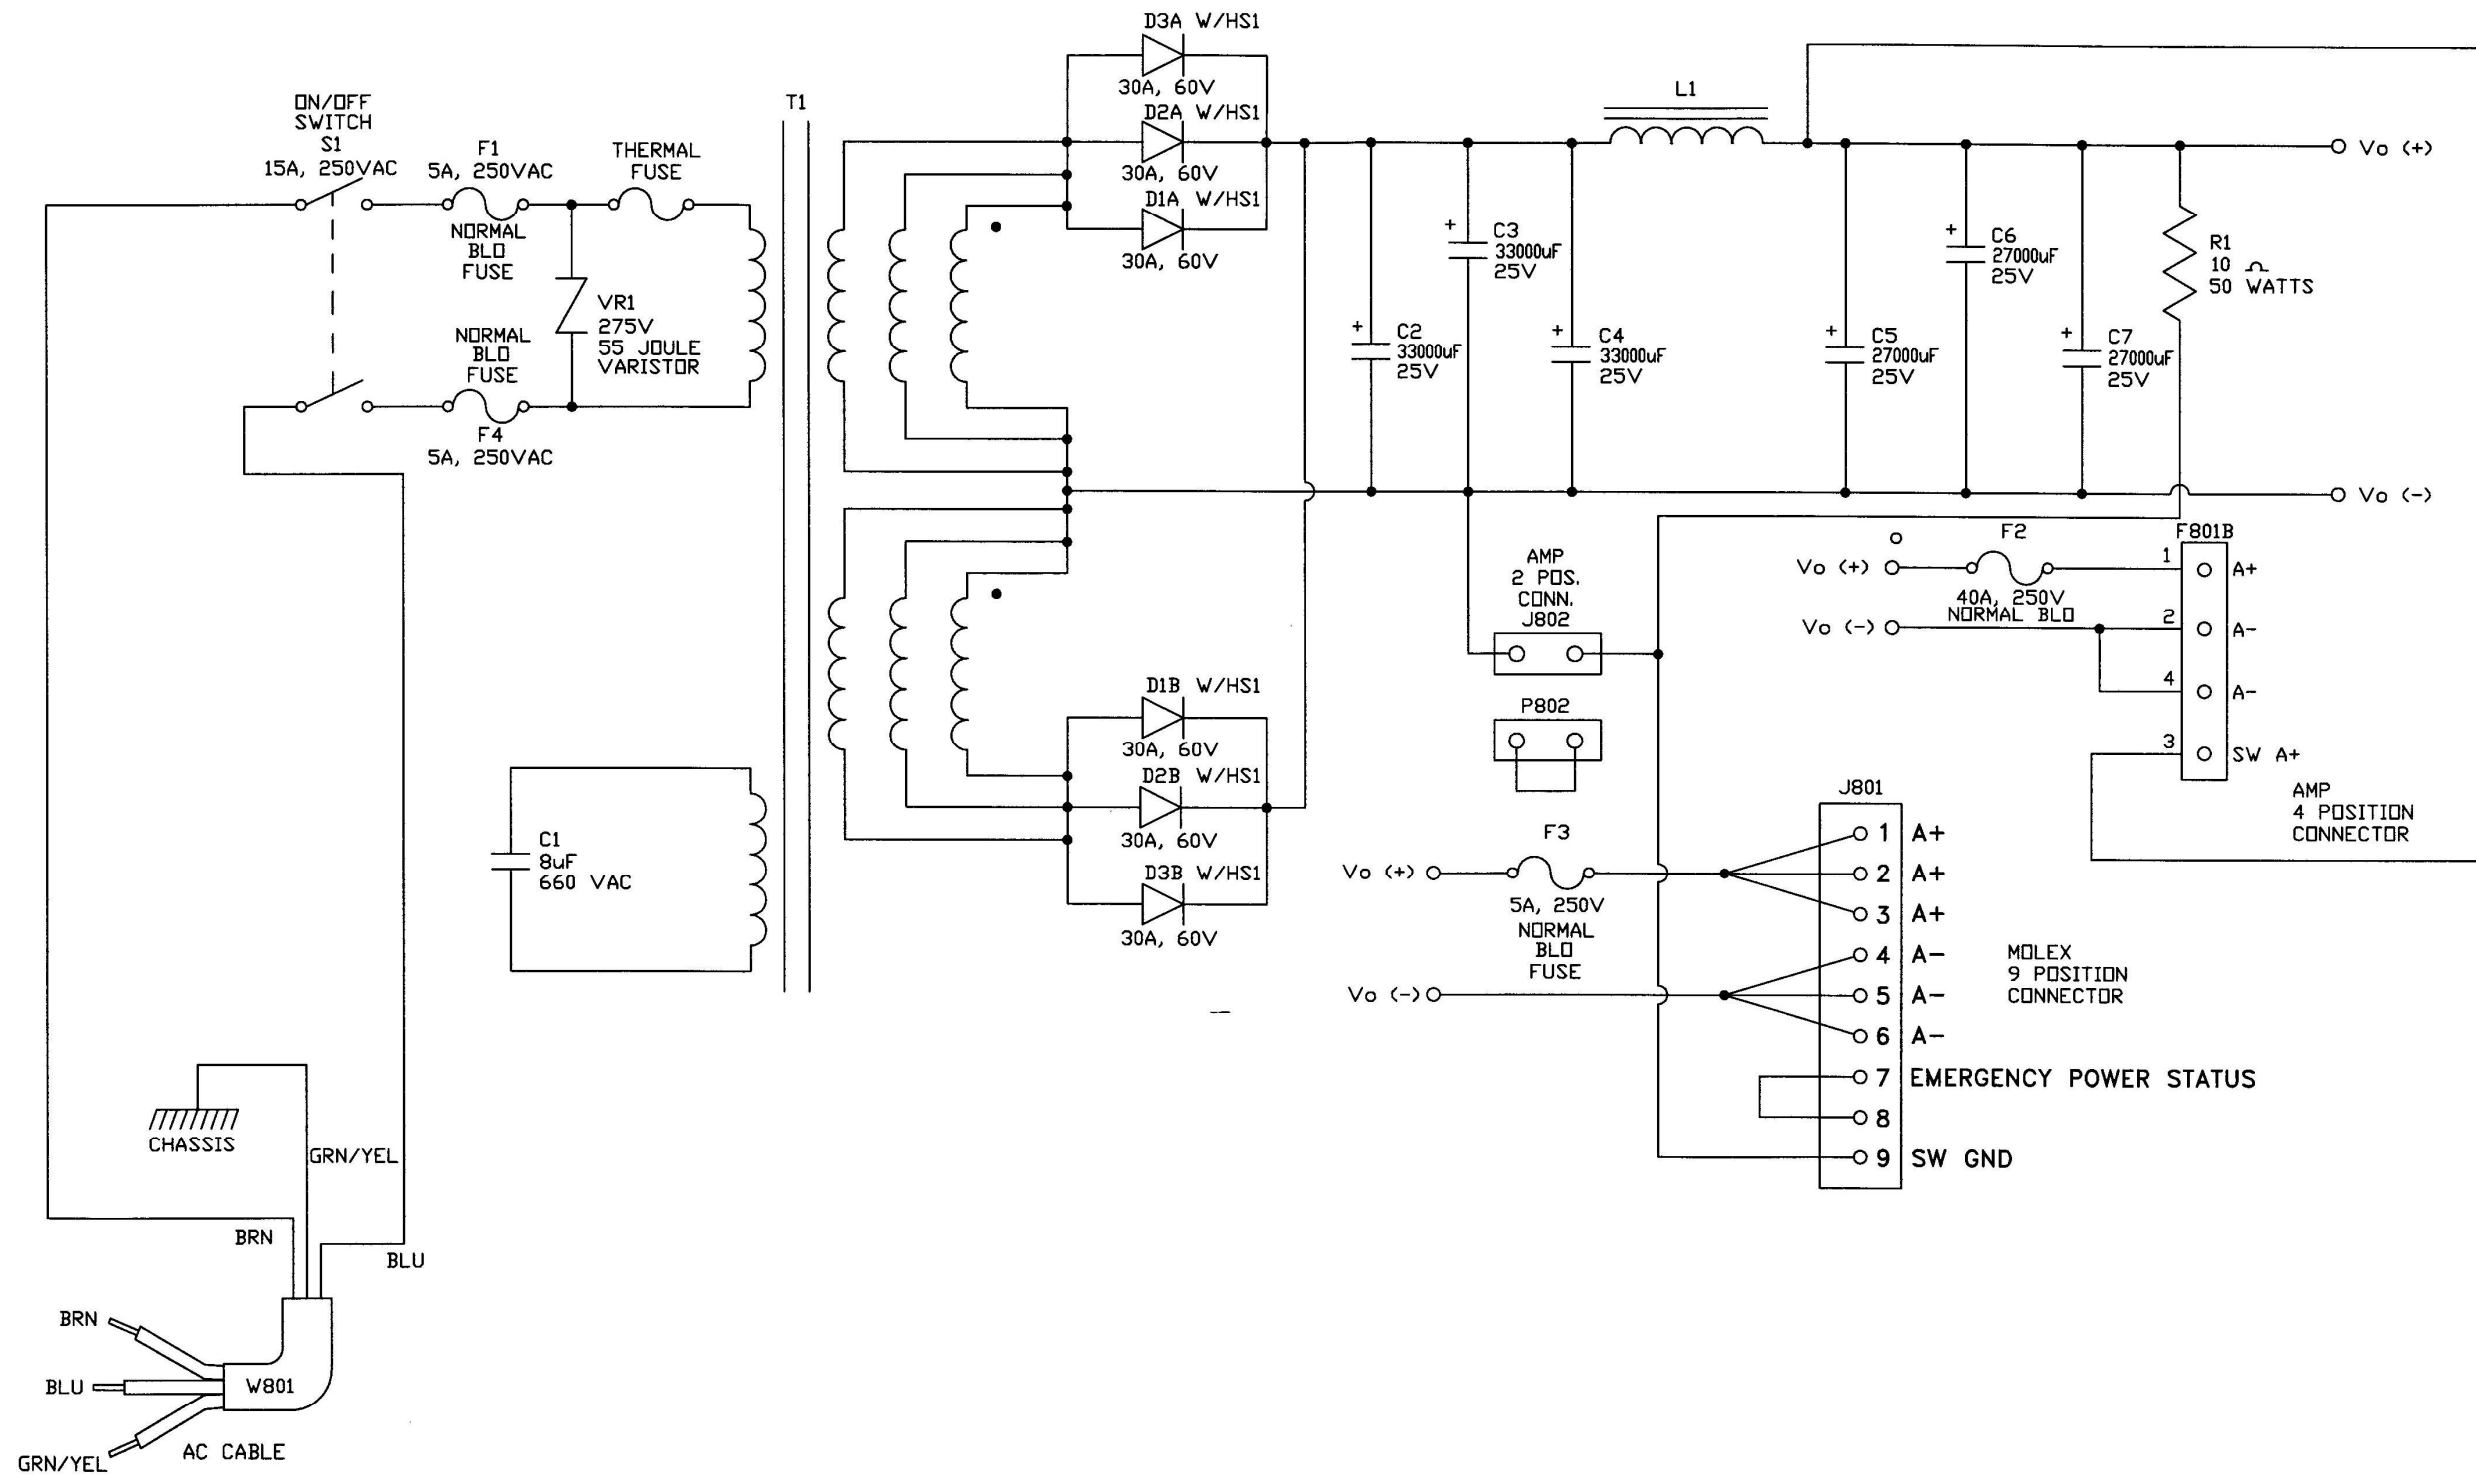 D3A W/HS1
30A, 60V
D2A W/HS1
30A, 60V
D1A W/HS1
30A, 60V
ON/OFF
SWITCH
S1
15A, 250VAC
F1
5A, 250VAC
NORMAL
BLO
FUSE
THERMAL
FUSE
T1
L1
VR1
275V
55 JOULE
VARISTOR
NORMAL
BLO
FUSE
F4
5A, 250VAC
+
C2
33000uF
25V
+
C3
33000uF
25V
+
C4
33000uF
25V
+
C5
27000uF
25V
+
C6
27000uF
25V
+
C7
27000uF
25V
R1
10 Ω
50 WATTS
Vo (+)
Vo (-)
AMP
2 POS.
CONN.
J802
P802
F2
Vo (+)
40A, 250V
NORMAL BLO
Vo (-)
F801B
1 A+
2 A-
4 A-
3 SW A+
AMP
4 POSITION
CONNECTOR
D1B W/HS1
30A, 60V
D2B W/HS1
30A, 60V
D3B W/HS1
30A, 60V
C1
8uF
660 VAC
F3
Vo (+)
5A, 250V
NORMAL
BLO
FUSE
Vo (-)
J801
1 A+
2 A+
3 A+
4 A-
5 A-
6 A-
7 EMERGENCY POWER STATUS
8
9 SW GND
MOLEX
9 POSITION
CONNECTOR
CHASSIS
GRN/YEL
BRN
BLU
BRN
BLU
GRN/YEL
W801
AC CABLE